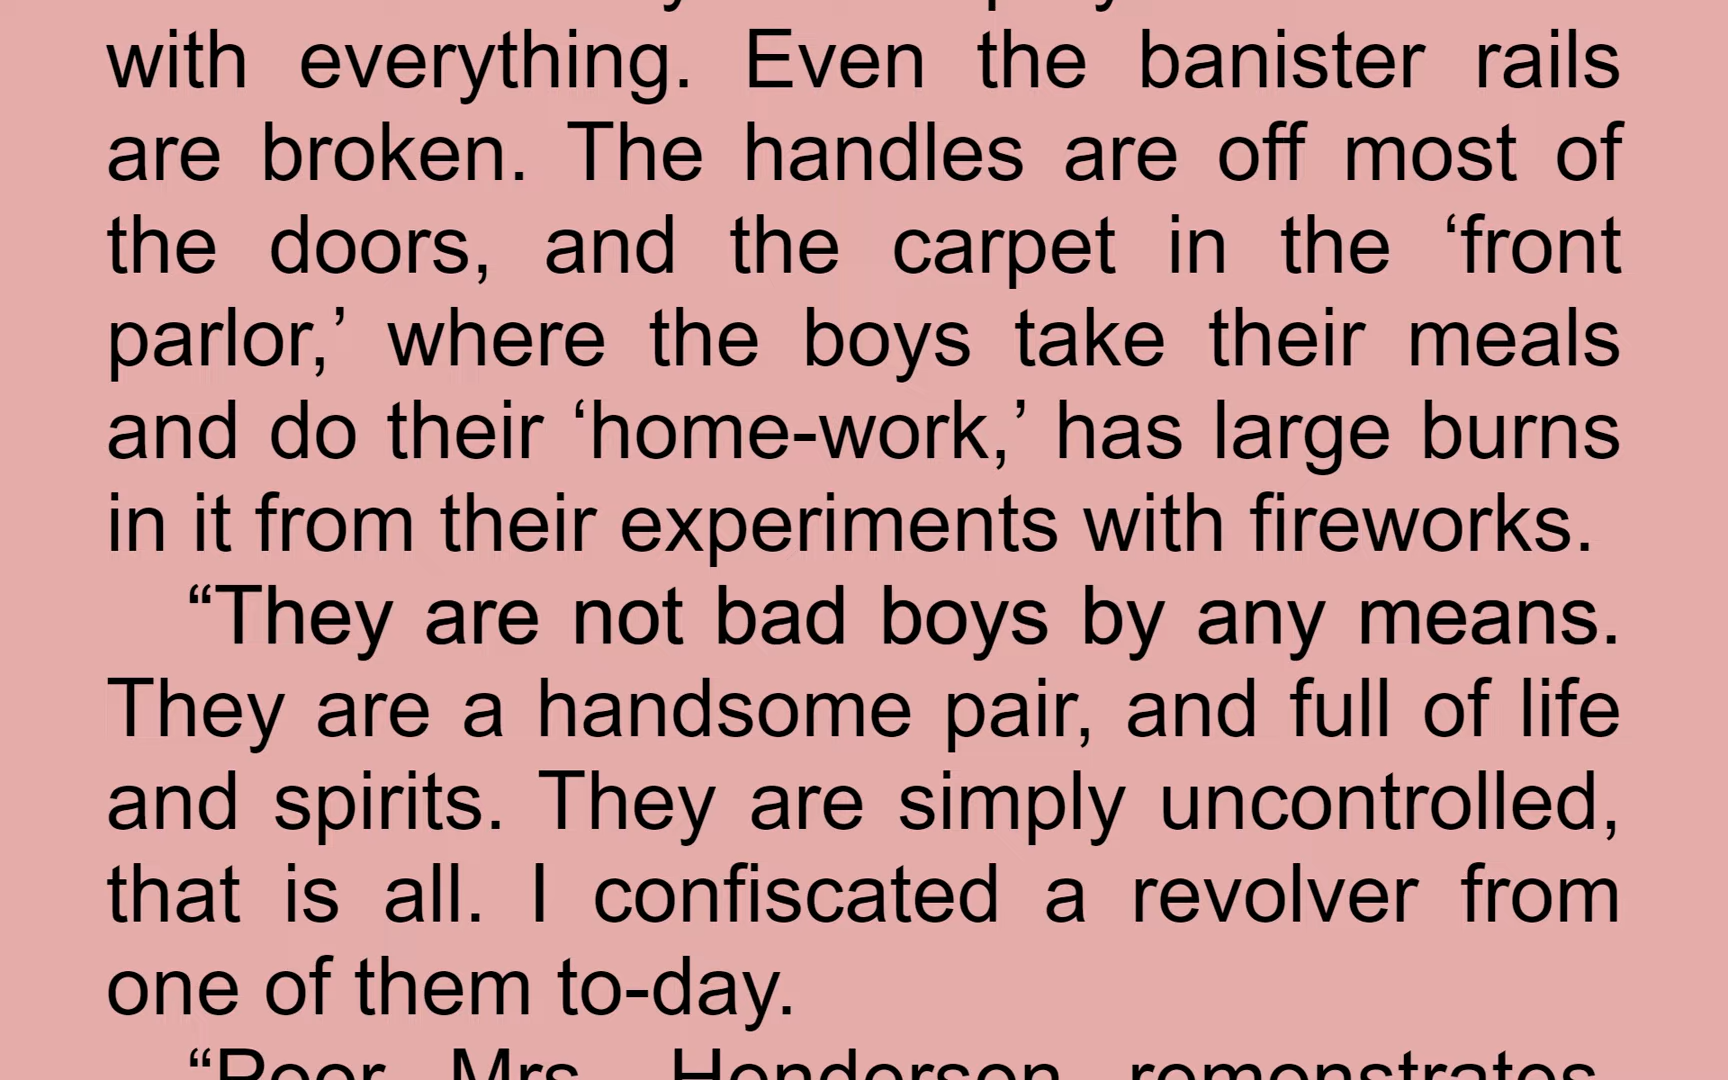 with everything. Even the banister rails
are broken. The handles are off most of
the doors, and the carpet in the ‘front
parlor,’ where the boys take their meals
and do their ‘home-work,’ has large burns
in it from their experiments with fireworks.
“They are not bad boys by any means.
They are a handsome pair, and full of life
and spirits. They are simply uncontrolled,
that is all. I confiscated a revolver from
one of them to-day.
“Poor Mrs. Henderson remonstrates